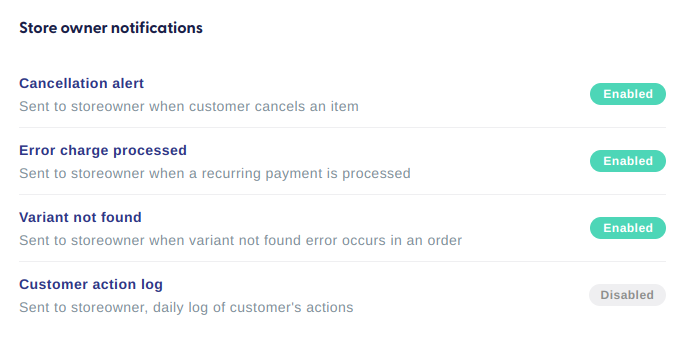 Store owner notifications
Cancellation alert
Sent to storeowner when customer cancels an item
Enabled
Error charge processed
Sent to storeowner when a recurring payment is processed
Enabled
Variant not found
Sent to storeowner when variant not found error occurs in an order
Enabled
Customer action log
Sent to storeowner, daily log of customer's actions
Disabled